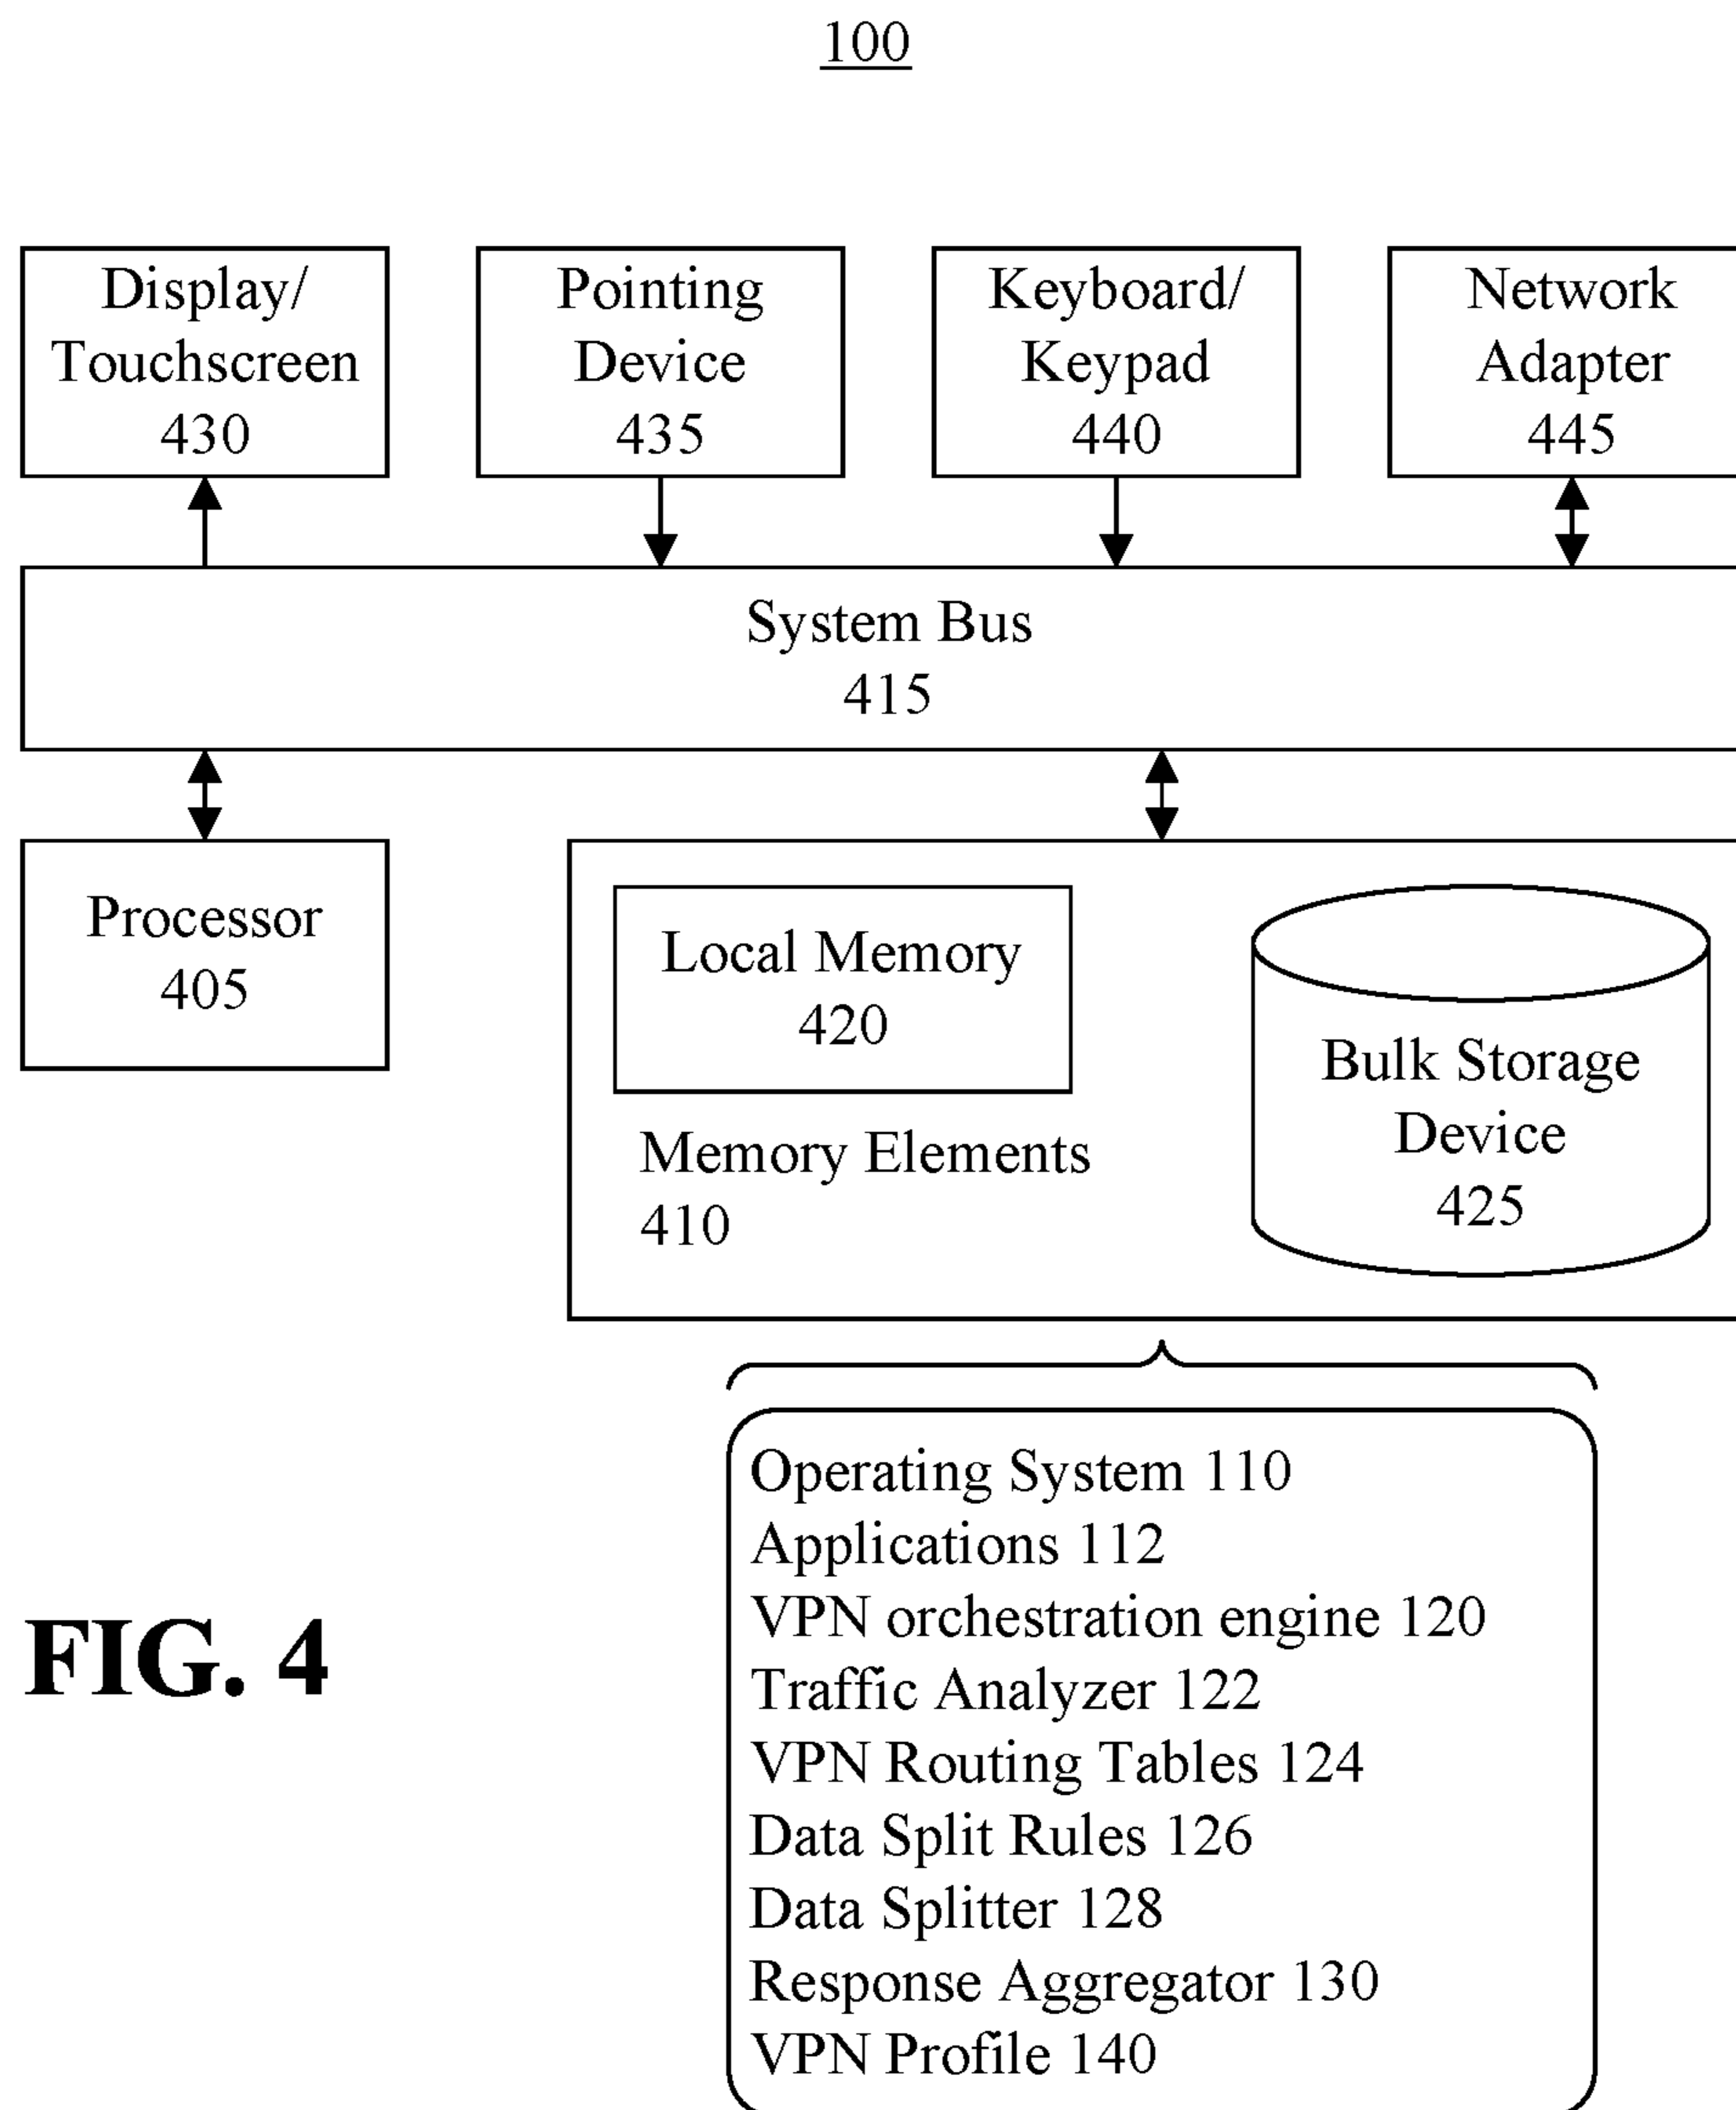 100
Display/
Touchscreen
430
Pointing
Device
435
Keyboard/
Keypad
440
Network
Adapter
445
System Bus
415
Processor
405
Local Memory
420
Memory Elements
410
Bulk Storage
Device
425
Operating System 110
Applications 112
VPN orchestration engine 120
Traffic Analyzer 122
VPN Routing Tables 124
Data Split Rules 126
Data Splitter 128
Response Aggregator 130
VPN Profile 140
FIG. 4